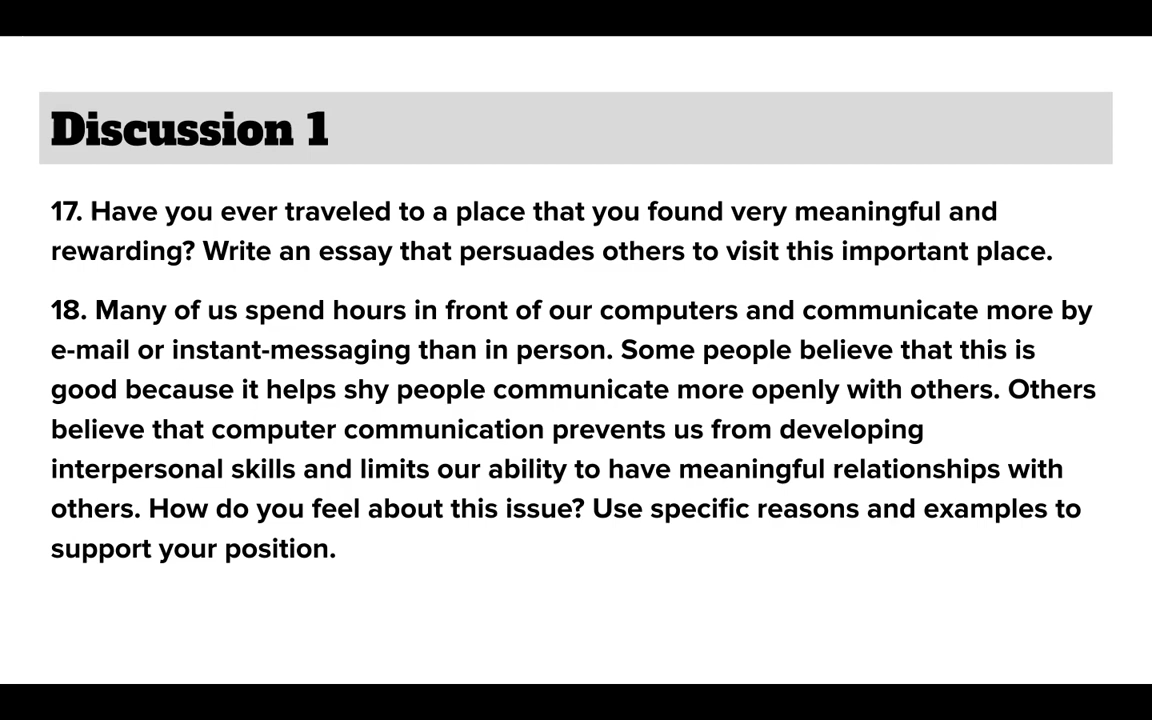 Discussion 1
17. Have you ever traveled to a place that you found very meaningful and
rewarding? Write an essay that persuades others to visit this important place.
18. Many of us spend hours in front of our computers and communicate more by
e-mail or instant-messaging than in person. Some people believe that this is
good because it helps shy people communicate more openly with others. Others
believe that computer communication prevents us from developing
interpersonal skills and limits our ability to have meaningful relationships with
others. How do you feel about this issue? Use specific reasons and examples to
support your position.